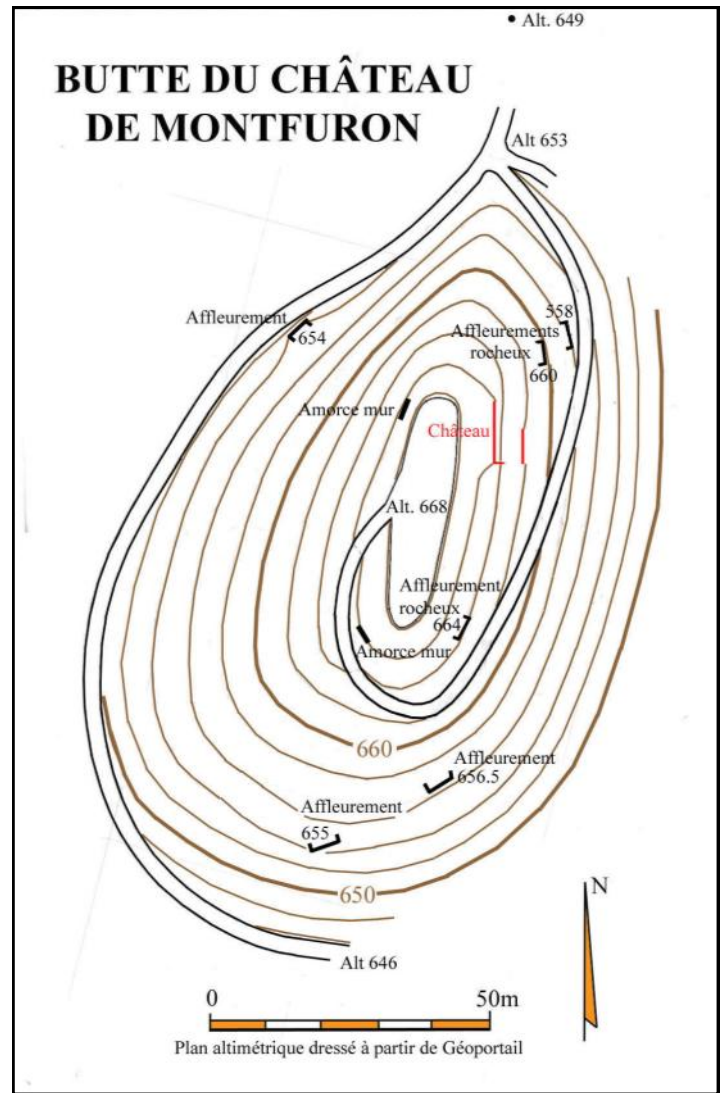 Alt. 649
BUTTE DU CHÂTEAU
DE MONTFURON
Alt 653
Affleurement
654
558
Affleurements
rocheux
660
Amorce mur
Château
Alt. 668
Affleurement
rocheux
664
Amorce mur
660
Affleurement
656.5
Affleurement
655
650
N
Alt 646
0
50m
Plan altimétrique dressé à partir de Géoportail